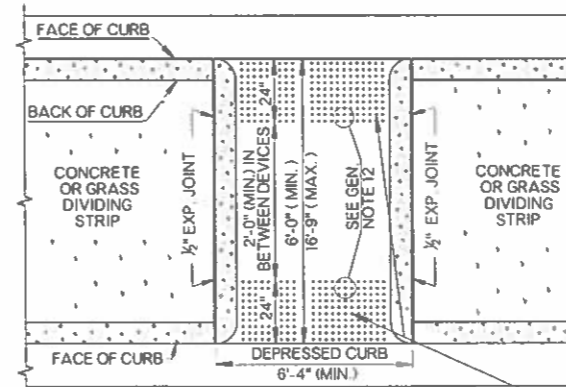 FACE OF CURB
BACK OF CURB
CONCRETE
OR GRASS
DIVIDING
STRIP
½" EXP. JOINT
24"
2'-0" (MIN.) IN
BETWEEN DEVICES
24"
6'-0" (MIN.)
16'-9" (MAX.)
SEE GEN.
NOTE 12
½" EXP. JOINT
CONCRETE
OR GRASS
DIVIDING
STRIP
FACE OF CURB
DEPRESSED CURB
6'-4" (MIN.)